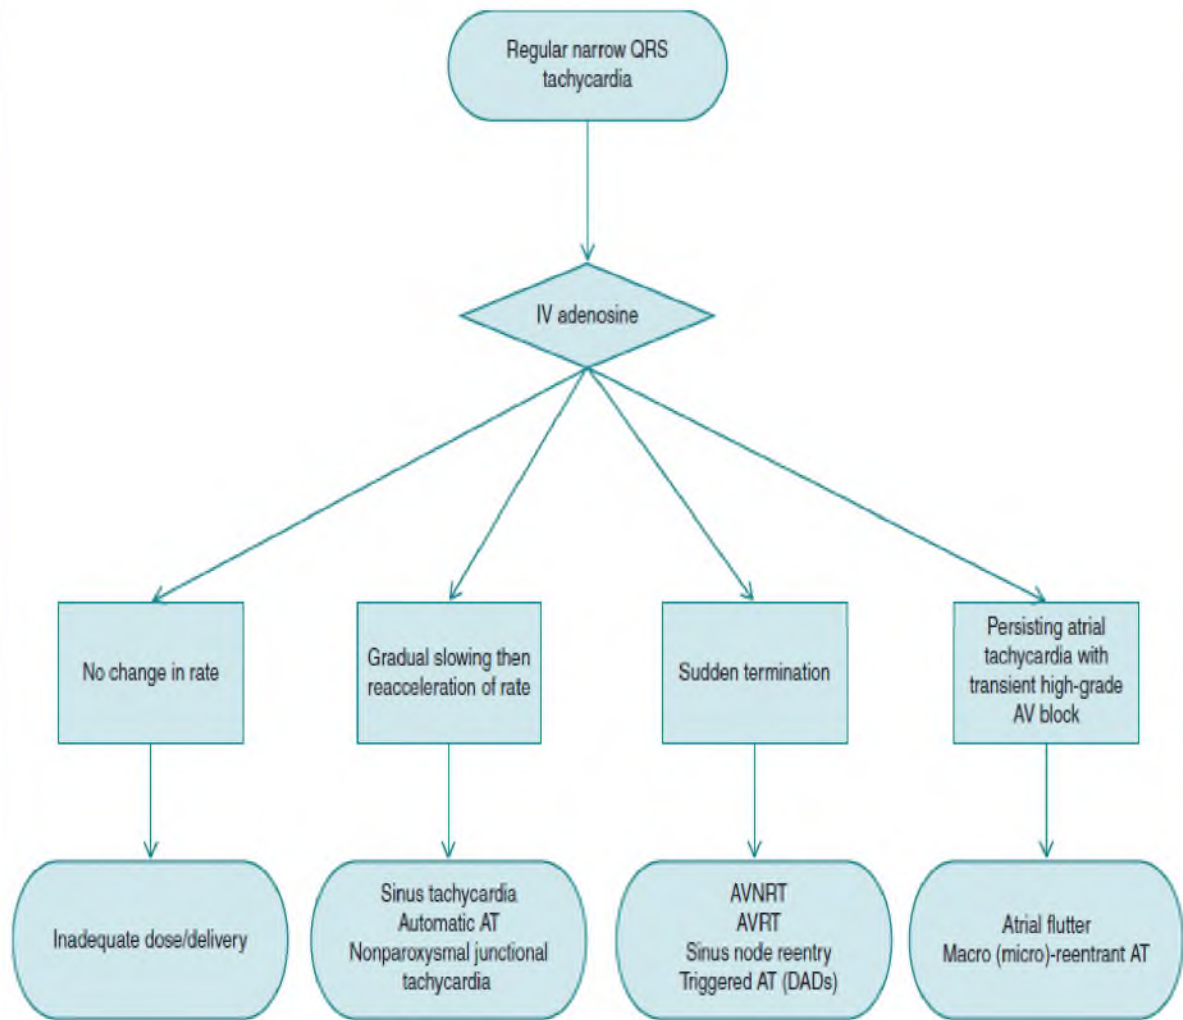 Regular narrow QRS
tachycardia
IV adenosine
No change in rate
Gradual slowing then
reacceleration of rate
Sudden termination
Persisting atrial
tachycardia with
transient high-grade
AV block
Inadequate dose/delivery
Sinus tachycardia
Automatic AT
Nonparoxysmal junctional
tachycardia
AVNRT
AVRT
Sinus node reentry
Triggered AT (DADs)
Atrial flutter
Macro (micro)-reentrant AT